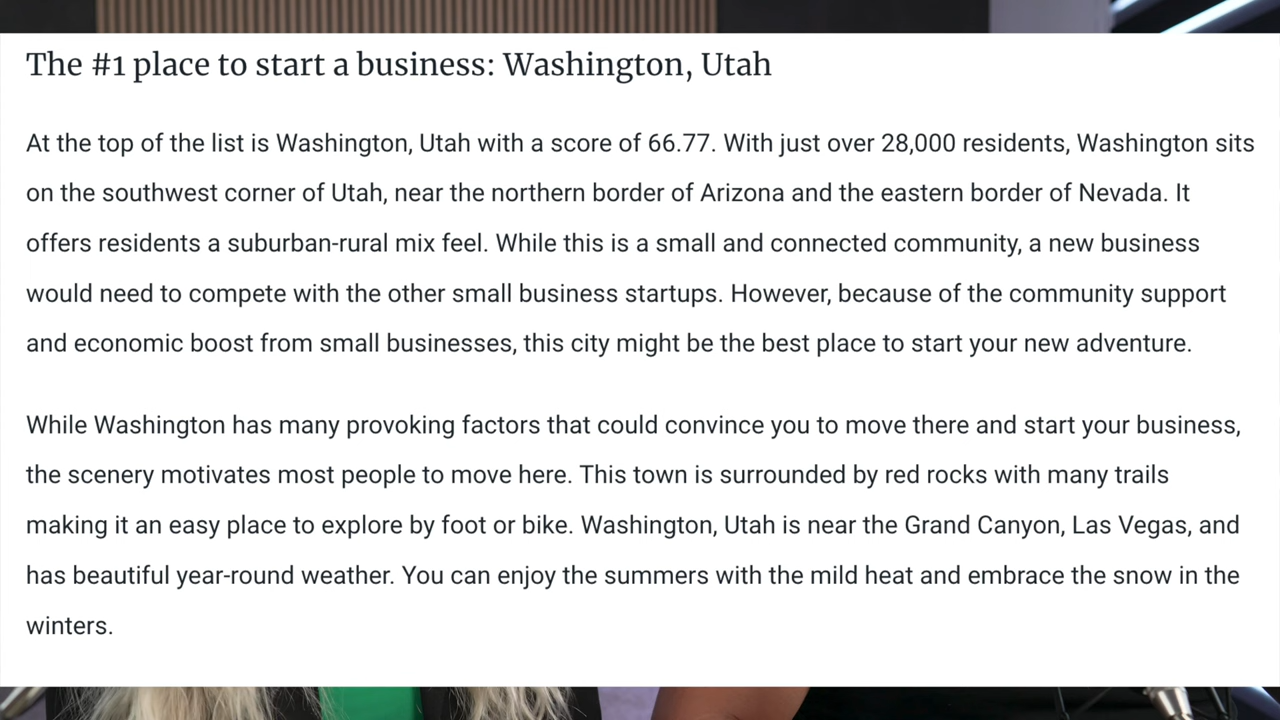 The #1 place to start a business: Washington, Utah
At the top of the list is Washington, Utah with a score of 66.77. With just over 28,000 residents, Washington sits
on the southwest corner of Utah, near the northern border of Arizona and the eastern border of Nevada. It
offers residents a suburban-rural mix feel. While this is a small and connected community, a new business
would need to compete with the other small business startups. However, because of the community support
and economic boost from small businesses, this city might be the best place to start your new adventure.
While Washington has many provoking factors that could convince you to move there and start your business,
the scenery motivates most people to move here. This town is surrounded by red rocks with many trails
making it an easy place to explore by foot or bike. Washington, Utah is near the Grand Canyon, Las Vegas, and
has beautiful year-round weather. You can enjoy the summers with the mild heat and embrace the snow in the
winters.